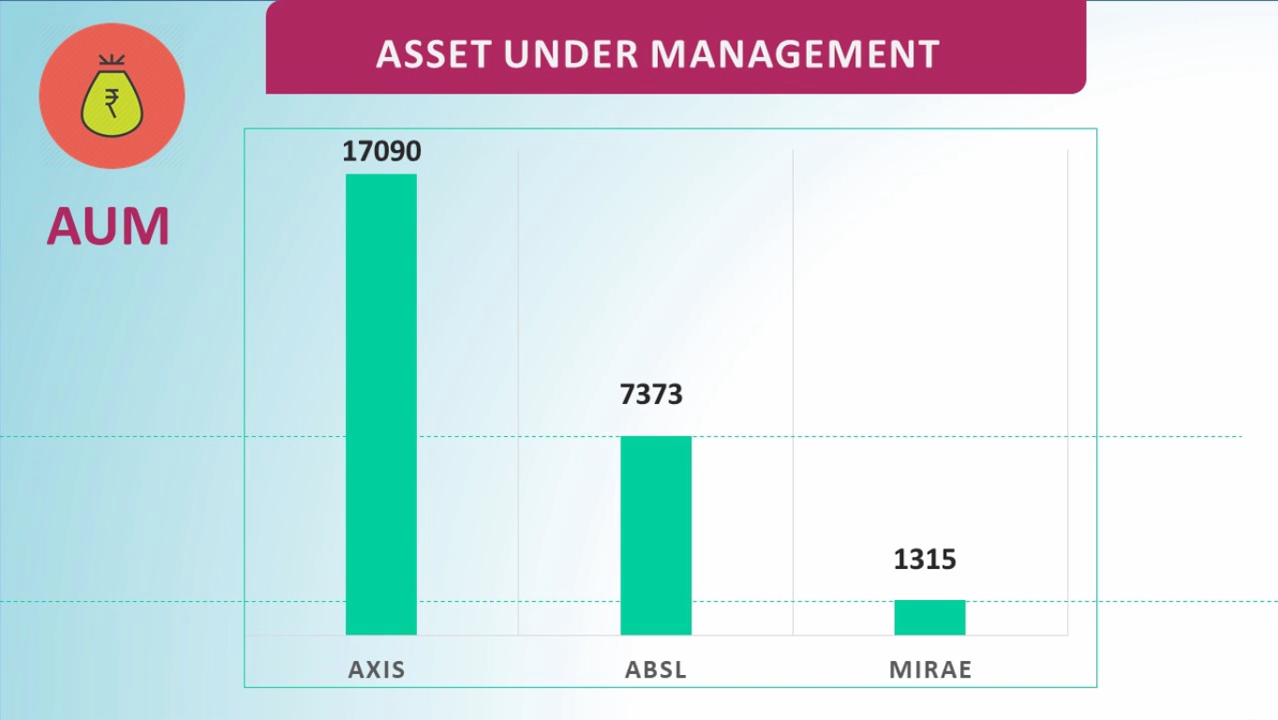 ASSET UNDER MANAGEMENT
₹
AUM
17090
7373
1315
AXIS ABSL MIRAE